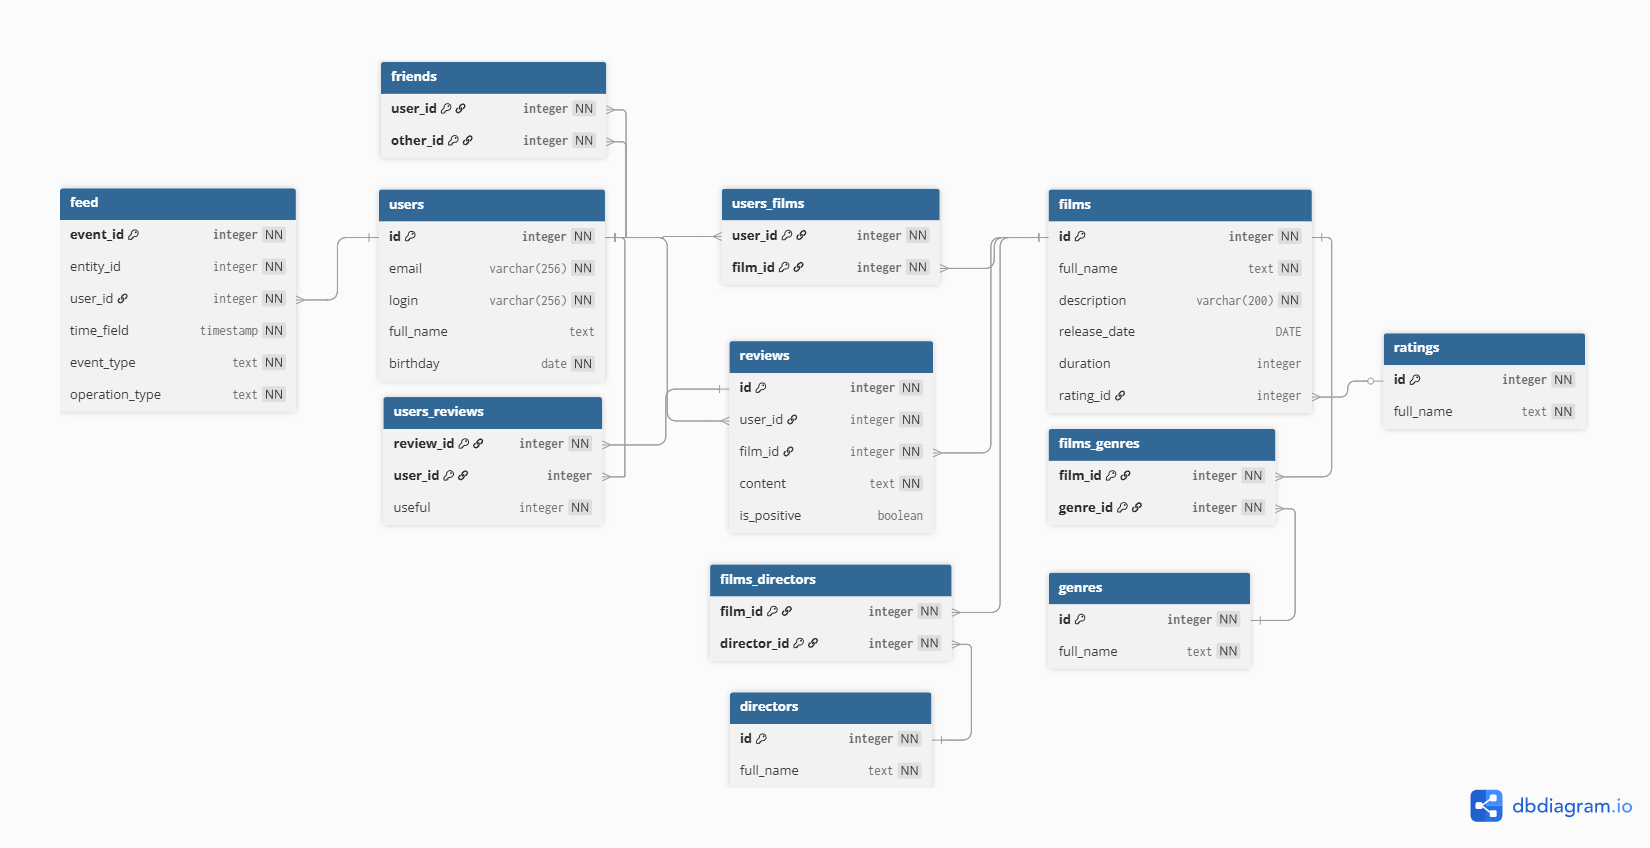 friends
user_id integer NN
other_id integer NN
feed
event_id integer NN
entity_id integer NN
user_id integer NN
time_field timestamp NN
event_type text NN
operation_type text NN
users
id integer NN
email varchar(256) NN
login varchar(256) NN
full_name text
birthday date NN
users_reviews
review_id integer NN
user_id integer
useful integer NN
users_films
user_id integer NN
film_id integer NN
reviews
id integer NN
user_id integer NN
film_id integer NN
content text NN
is_positive boolean
films_directors
film_id integer NN
director_id integer NN
directors
id integer NN
full_name text NN
films
id integer NN
full_name text NN
description varchar(200) NN
release_date DATE
duration integer
rating_id integer
films_genres
film_id integer NN
genre_id integer NN
genres
id integer NN
full_name text NN
ratings
id integer NN
full_name text NN
dbdiagram.io